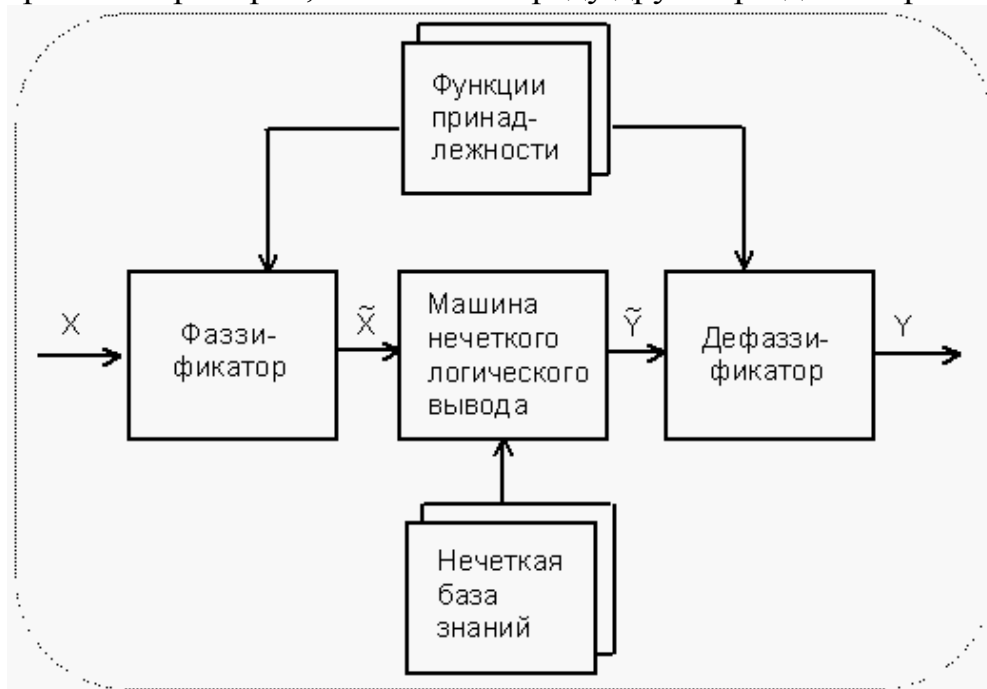 Функции
принад-
лежности
X
Фаззи-
фикатор
X̃
Машина
нечеткого
логического
вывода
Ỹ
Дефаззи-
фикатор
Y
Нечеткая
база
знаний